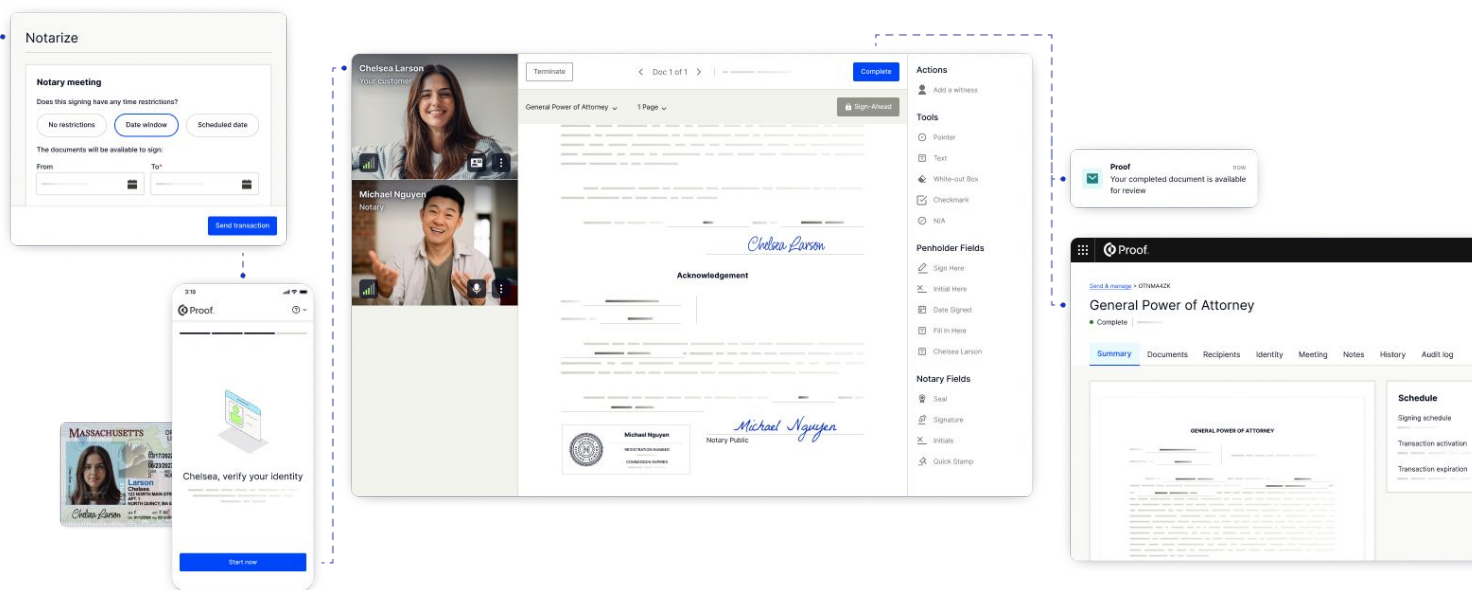 Notarize
Notary meeting
Does this signing have any time restrictions?
No restrictions
Date window
Scheduled date
The documents will be available to sign:
From
To*
Send transaction
3:19
Proof.
MASSACHUSETTS
Larson
Chelsea
Chelsea Larson
Chelsea, verify your identity
Start now
Chelsea Larson
Your customer
Michael Nguyen
Notary
Terminate
Doc 1 of 1
Complete
General Power of Attorney
1 Page
Sign-Ahead
Chelsea Larson
Acknowledgement
Michael Nguyen
REGISTRATION NUMBER
COMMISSION EXPIRES
Michael Nguyen
Notary Public
Actions
Add a witness
Tools
Pointer
Text
White-out Box
Checkmark
N/A
Penholder Fields
Sign Here
Initial Here
Date Signed
Fill In Here
Chelsea Larson
Notary Fields
Seal
Signature
Initials
Quick Stamp
Proof
now
Your completed document is available
for review
Proof.
Send & manage > OTNMA4ZK
General Power of Attorney
Complete
Summary
Documents
Recipients
Identity
Meeting
Notes
History
Audit log
GENERAL POWER OF ATTORNEY
Schedule
Signing schedule
Transaction activation
Transaction expiration